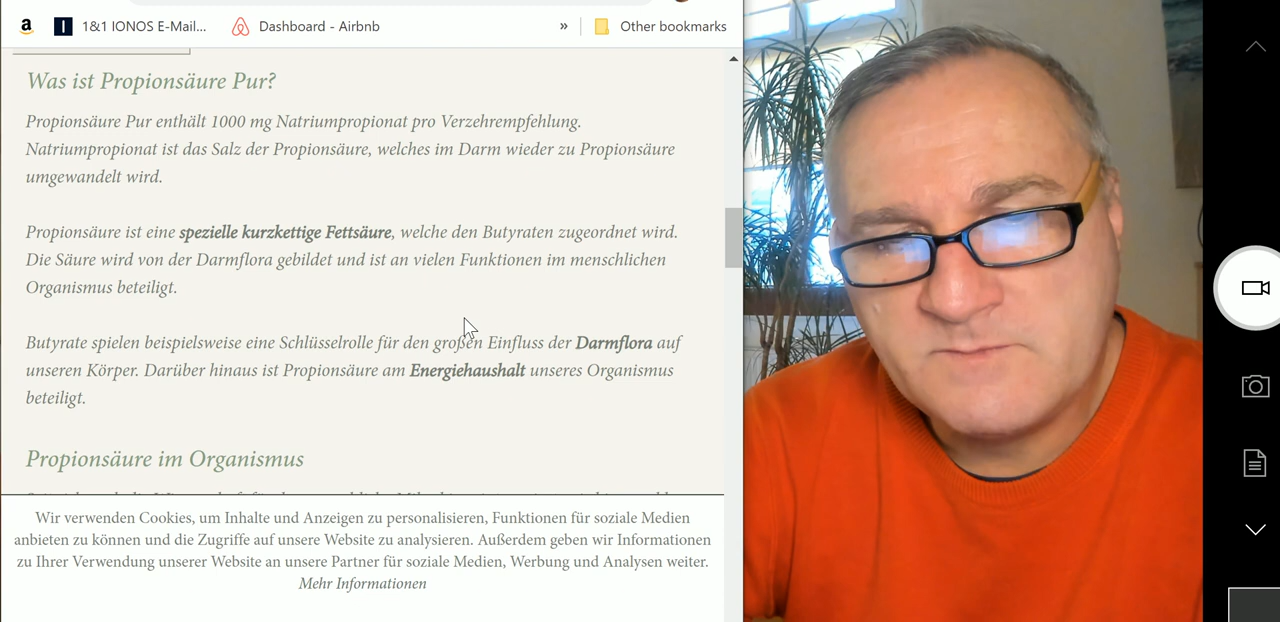 1&1 IONOS E-Mail...
Dashboard - Airbnb
»
Other bookmarks
Was ist Propionsäure Pur?
Propionsäure Pur enthält 1000 mg Natriumpropionat pro Verzehrempfehlung.
Natriumpropionat ist das Salz der Propionsäure, welches im Darm wieder zu Propionsäure
umgewandelt wird.
Propionsäure ist eine spezielle kurzkettige Fettsäure, welche den Butyraten zugeordnet wird.
Die Säure wird von der Darmflora gebildet und ist an vielen Funktionen im menschlichen
Organismus beteiligt.
Butyrate spielen beispielsweise eine Schlüsselrolle für den großen Einfluss der Darmflora auf
unseren Körper. Darüber hinaus ist Propionsäure am Energiehaushalt unseres Organismus
beteiligt.
Propionsäure im Organismus
Wir verwenden Cookies, um Inhalte und Anzeigen zu personalisieren, Funktionen für soziale Medien
anbieten zu können und die Zugriffe auf unsere Website zu analysieren. Außerdem geben wir Informationen
zu Ihrer Verwendung unserer Website an unsere Partner für soziale Medien, Werbung und Analysen weiter.
Mehr Informationen